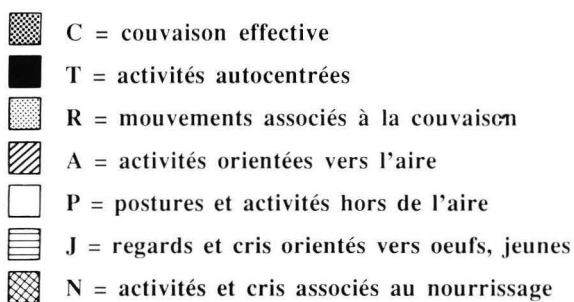 C = couvaison effective
T = activités autocentrées
R = mouvements associés à la couvaison
A = activités orientées vers l'aire
P = postures et activités hors de l'aire
J = regards et cris orientés vers oeufs, jeunes
N = activités et cris associés au nourrissage